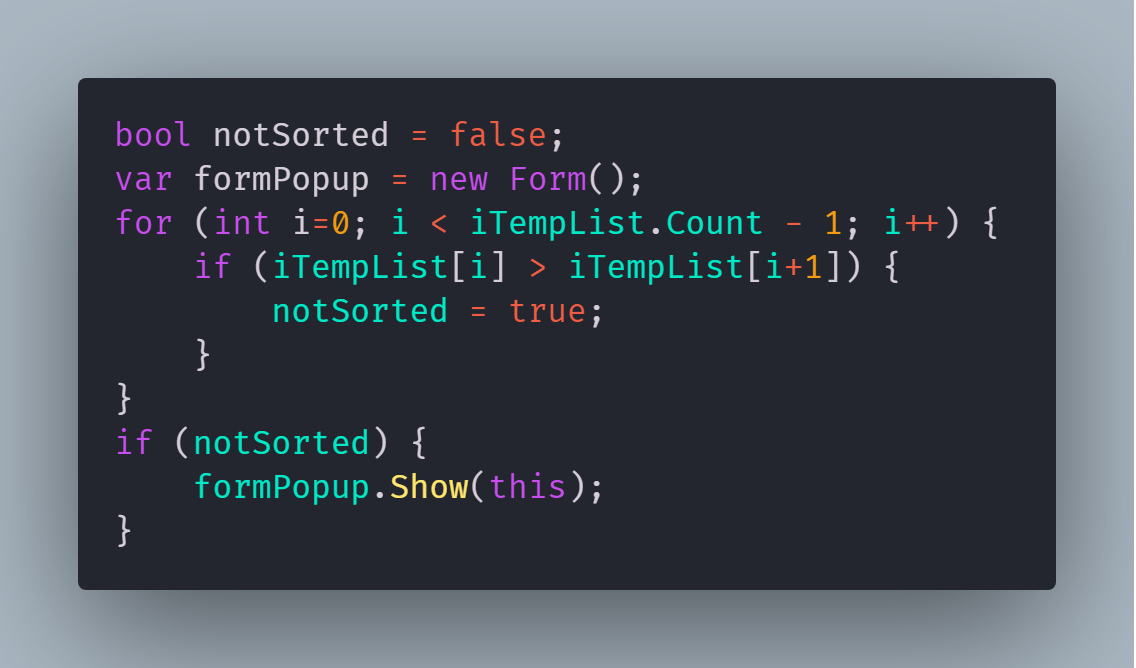 bool notSorted = false;
var formPopup = new Form();
for (int i=0; i < iTempList.Count - 1; i++) {
    if (iTempList[i] > iTempList[i+1]) {
        notSorted = true;
    }
}
if (notSorted) {
    formPopup.Show(this);
}